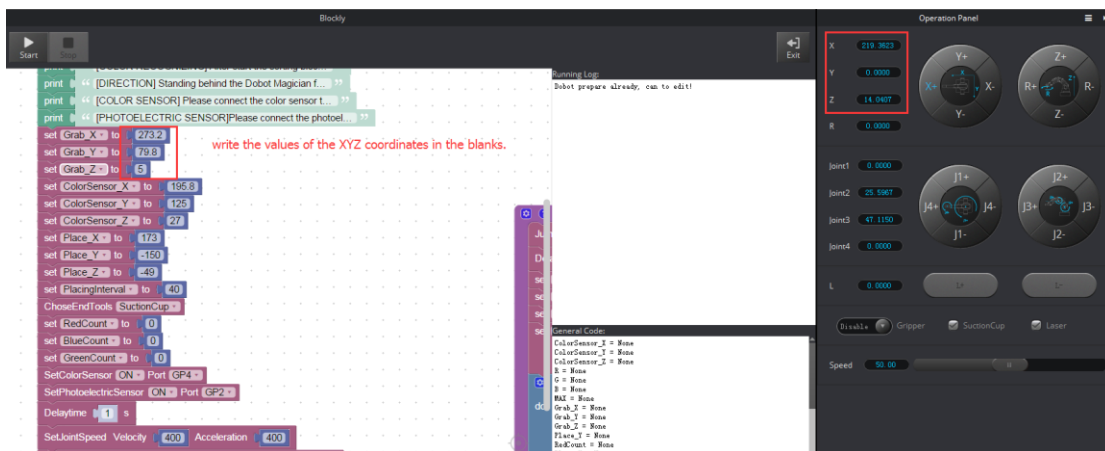 Blockly
Start
Stop
Exit
print “ [DIRECTION] Standing behind the Dobot Magician f... ”
print “ [COLOR SENSOR] Please connect the color sensor t... ”
print “ [PHOTOELECTRIC SENSOR]Please connect the photoel... ”
set Grab_X to 273.2
set Grab_Y to 79.8
set Grab_Z to 5
write the values of the XYZ coordinates in the blanks.
set ColorSensor_X to 195.8
set ColorSensor_Y to 125
set ColorSensor_Z to 27
set Place_X to 173
set Place_Y to -150
set Place_Z to -49
set PlacingInterval to 40
ChoseEndTools SuctionCup
set RedCount to 0
set BlueCount to 0
set GreenCount to 0
SetColorSensor ON Port GP4
SetPhotoelectricSensor ON Port GP2
Delaytime 1 s
SetJointSpeed Velocity 400 Acceleration 400
Running Log:
Dobot prepare already, can to edit!
General Code:
ColorSensor_X = None
ColorSensor_Y = None
ColorSensor_Z = None
R = None
G = None
B = None
MAX = None
Grab_X = None
Grab_Y = None
Grab_Z = None
Place_Y = None
RedCount = None
Operation Panel
X 219.3623
Y 0.0000
Z 14.0407
R 0.0000
Y+
X+
X-
Y-
Z+
R+
R-
Z-
Joint1 0.0000
Joint2 25.5967
Joint3 47.1150
Joint4 0.0000
J1+
J4+
J4-
J1-
J2+
J3+
J3-
J2-
L 0.0000
L+
L-
Disable Gripper SuctionCup Laser
Speed 50.00